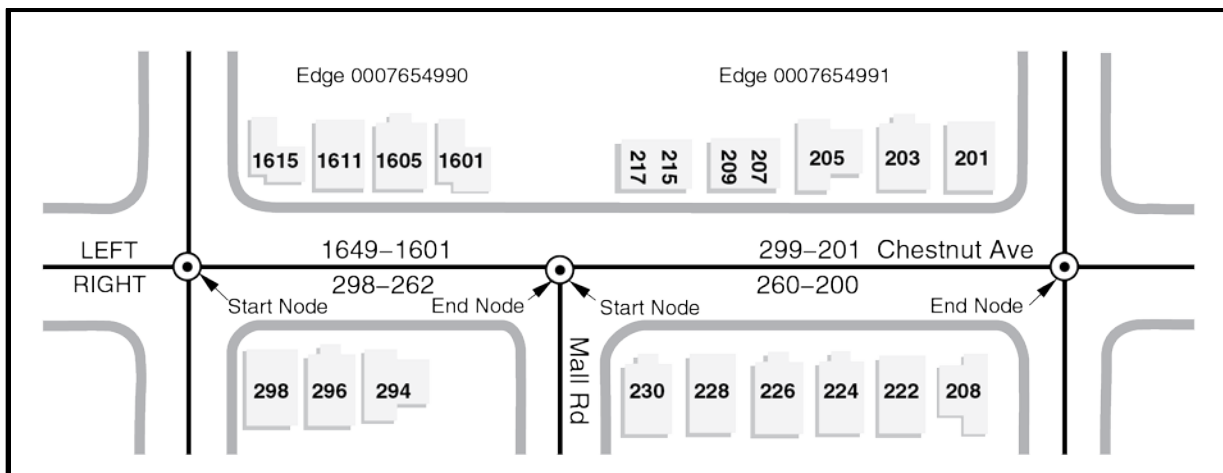 Edge 0007654990 Edge 0007654991
1615 1611 1605 1601 217 215 209 207 205 203 201
LEFT 1649–1601 299–201 Chestnut Ave
RIGHT 298–262 260–200
Start Node End Node Start Node End Node
Mall Rd
298 296 294 230 228 226 224 222 208